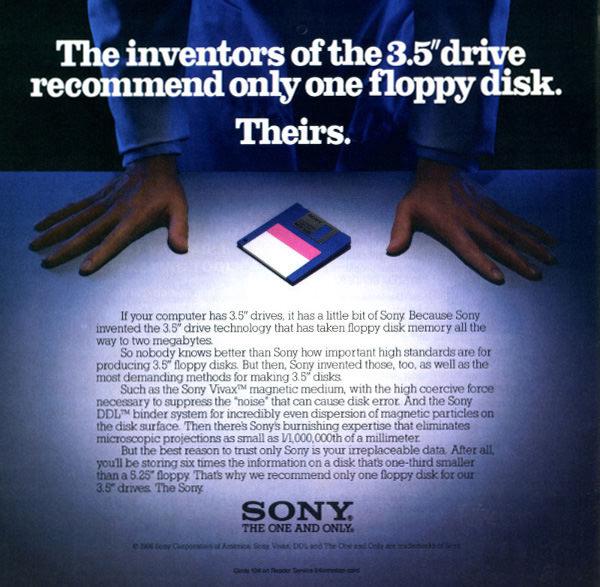 The inventors of the 3.5" drive
recommend only one floppy disk.
Theirs.
SONY
If your computer has 3.5" drives, it has a little bit of Sony. Because Sony
invented the 3.5" drive technology that has taken floppy disk memory all the
way to two megabytes.
So nobody knows better than Sony how important high standards are for
producing 3.5" floppy disks. But then, Sony invented those, too, as well as the
most demanding methods for making 3.5" disks.
Such as the Sony Vivax™ magnetic medium, with the high coercive force
necessary to suppress the "noise" that can cause disk error. And the Sony
DDL™ binder system for incredibly even dispersion of magnetic particles on
the disk surface. Then there's Sony's burnishing expertise that eliminates
microscopic projections as small as 1/1,000,000th of a millimeter.
But the best reason to trust only Sony is your irreplaceable data. After all,
you'll be storing six times the information on a disk that's one-third smaller
than a 5.25" floppy. That's why we recommend only one floppy disk for our
3.5" drives. The Sony.
SONY®
THE ONE AND ONLY®
© 1986 Sony Corporation of America. Sony, Vivax, DDL and The One and Only are trademarks of Sony.
Circle 104 on Reader Service Information card